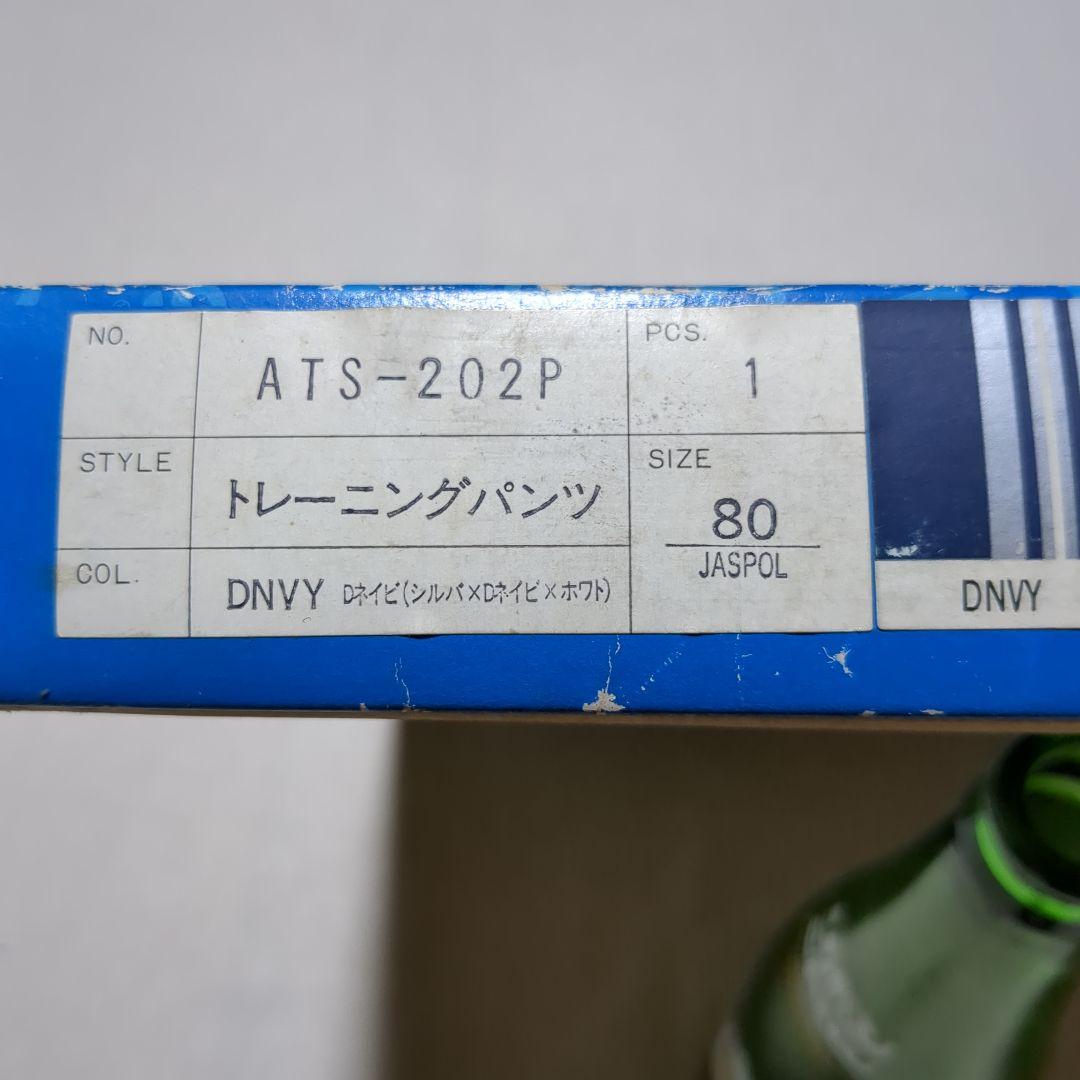 NO.
ATS-202P
PCS.
1
STYLE
トレーニングパンツ
SIZE
80
JASPOL
COL.
DNVY Dネイビ(シルバ×Dネイビ×ホワト)
DNVY